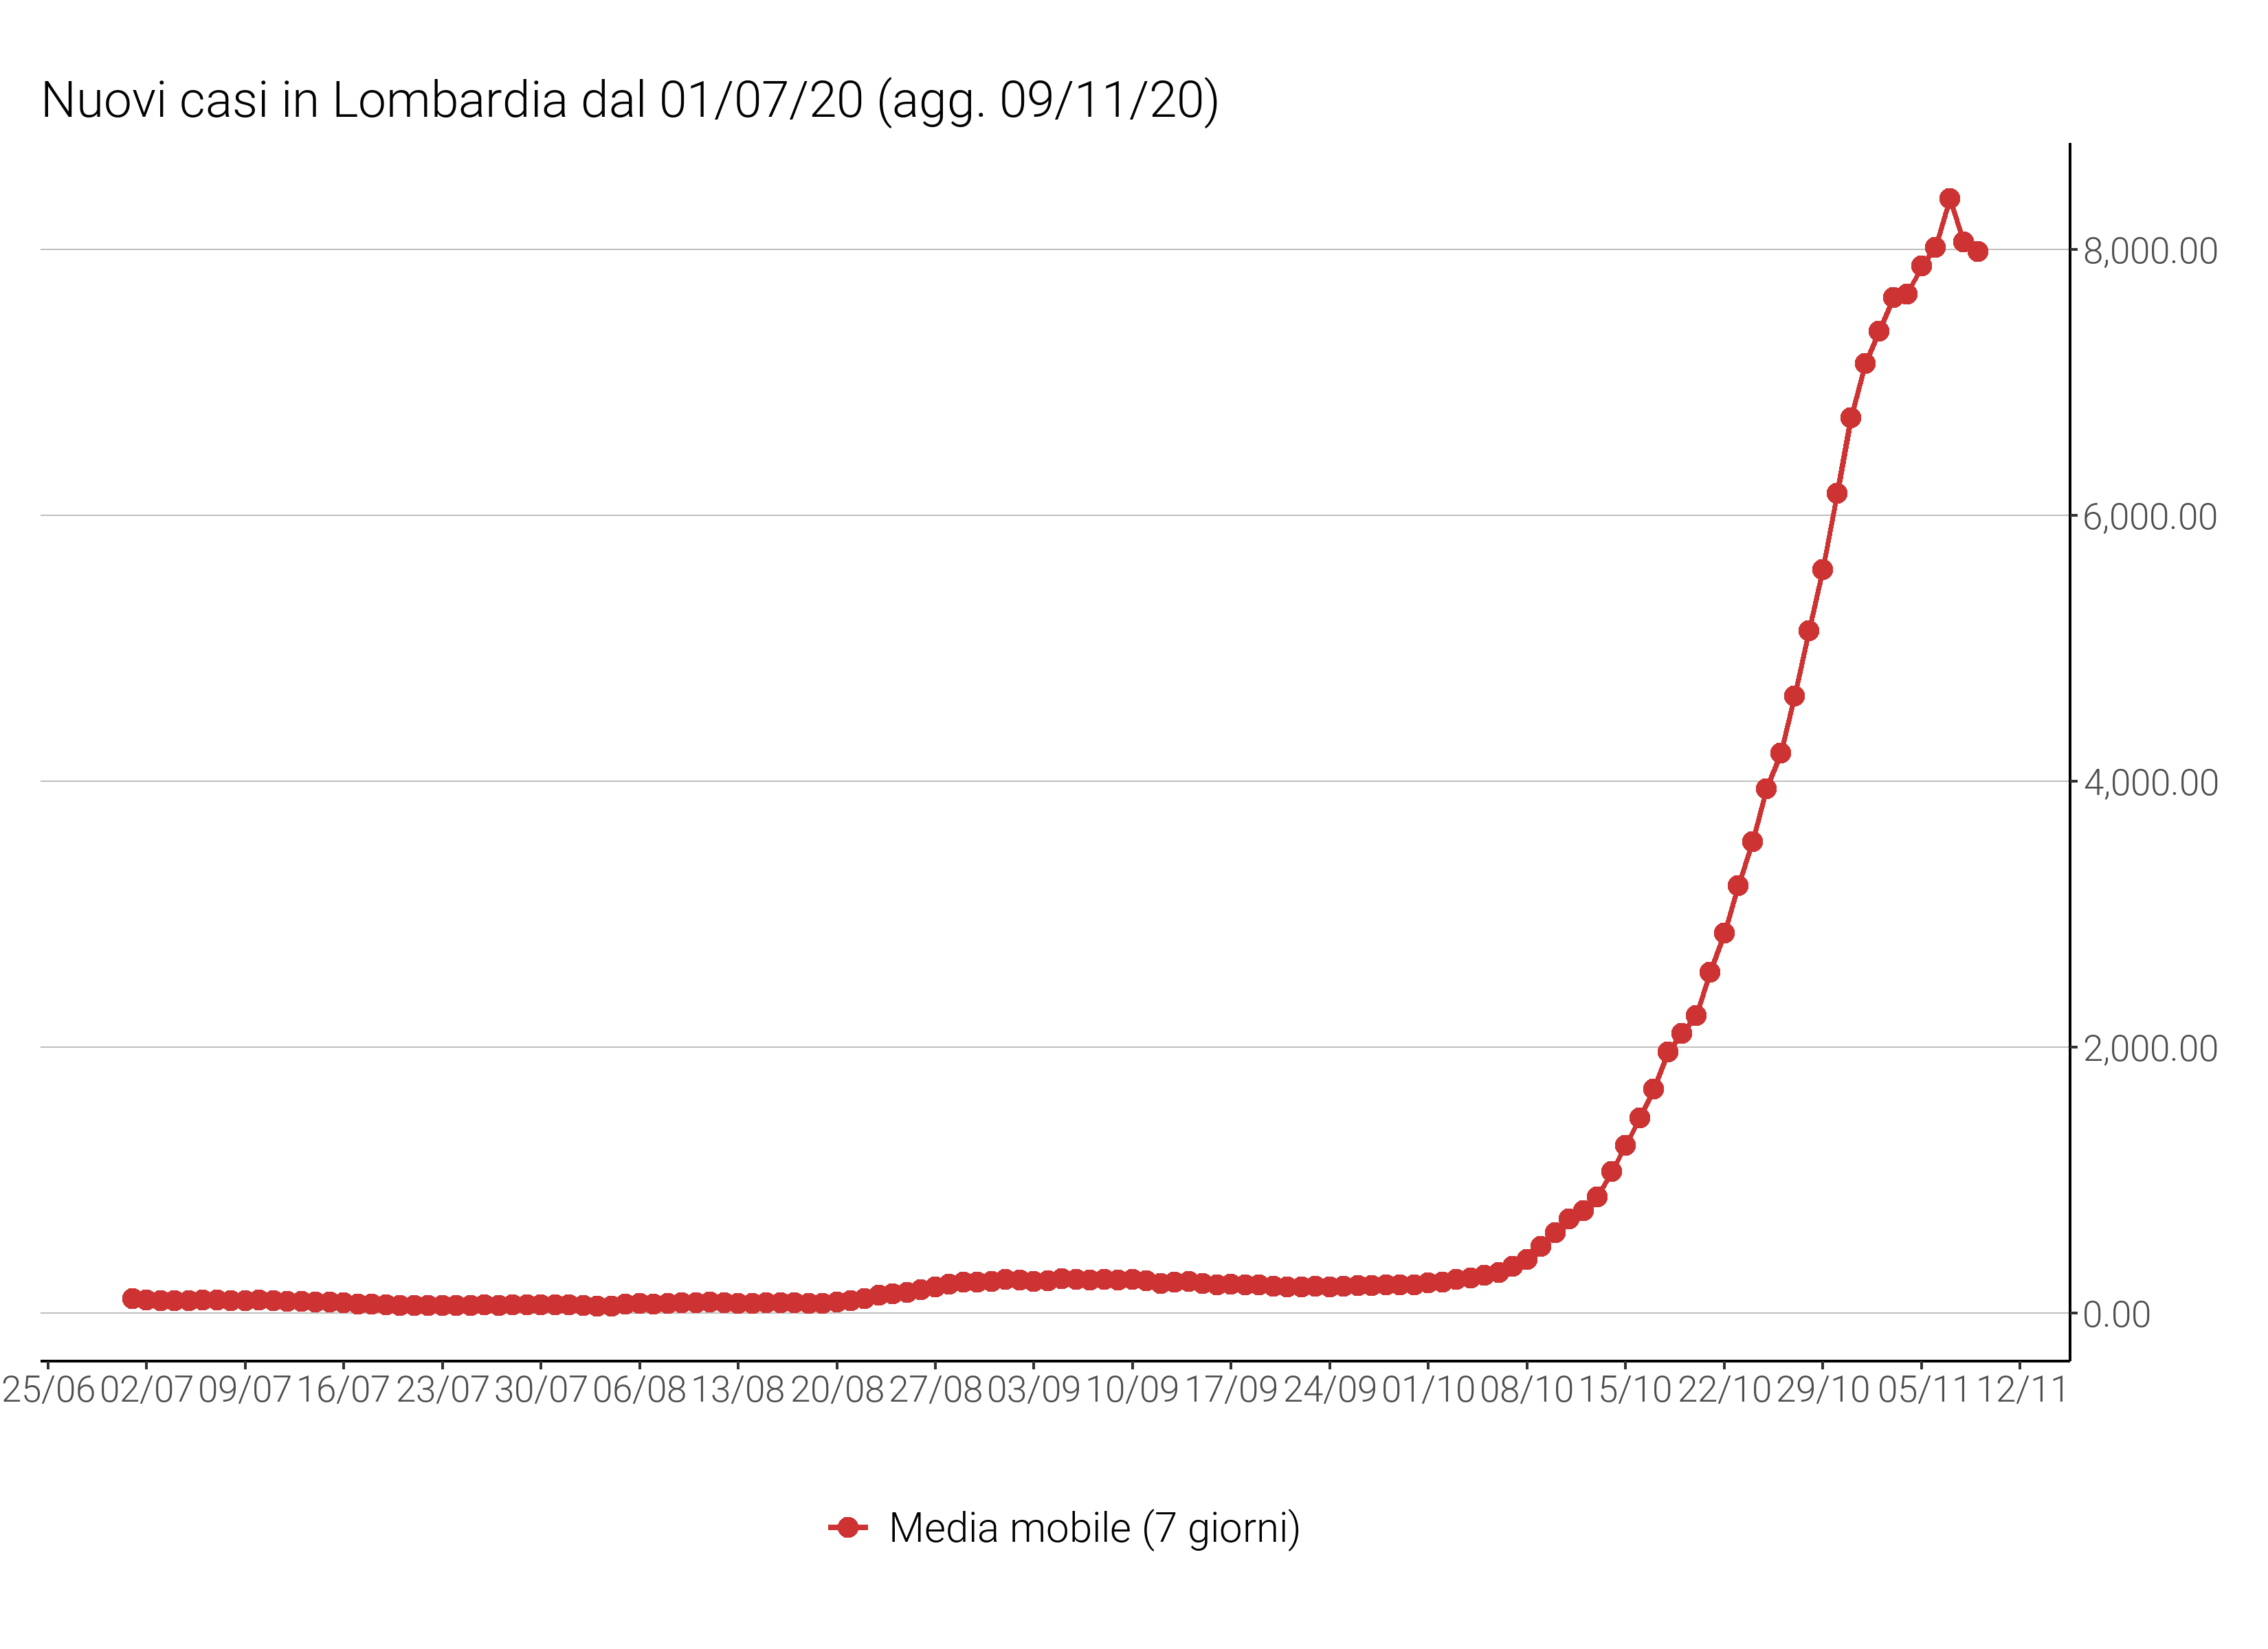 Nuovi casi in Lombardia dal 01/07/20 (agg. 09/11/20)
8,000.00
6,000.00
4,000.00
2,000.00
0.00
25/06 02/07 09/07 16/07 23/07 30/07 06/08 13/08 20/08 27/08 03/09 10/09 17/09 24/09 01/10 08/10 15/10 22/10 29/10 05/11 12/11
Media mobile (7 giorni)